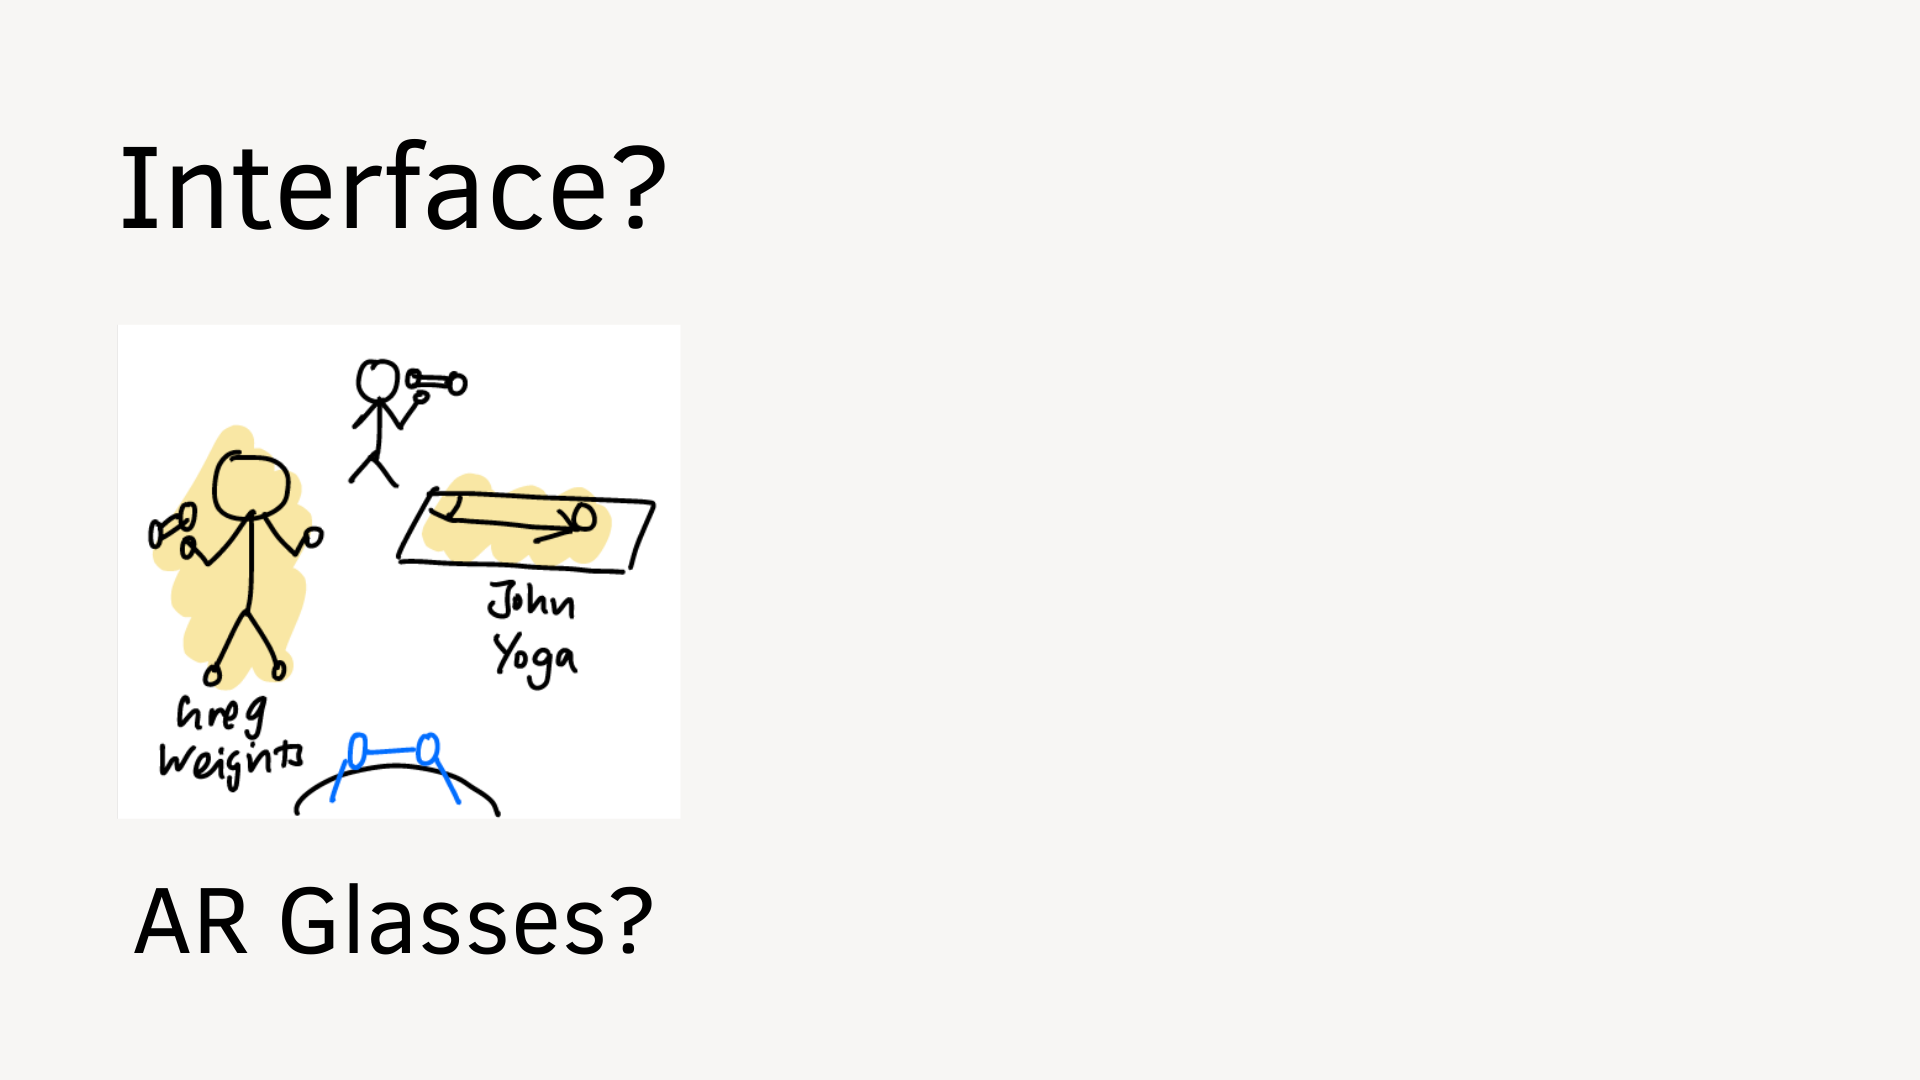 Interface?
John
Yoga
Greg
Weights
AR Glasses?